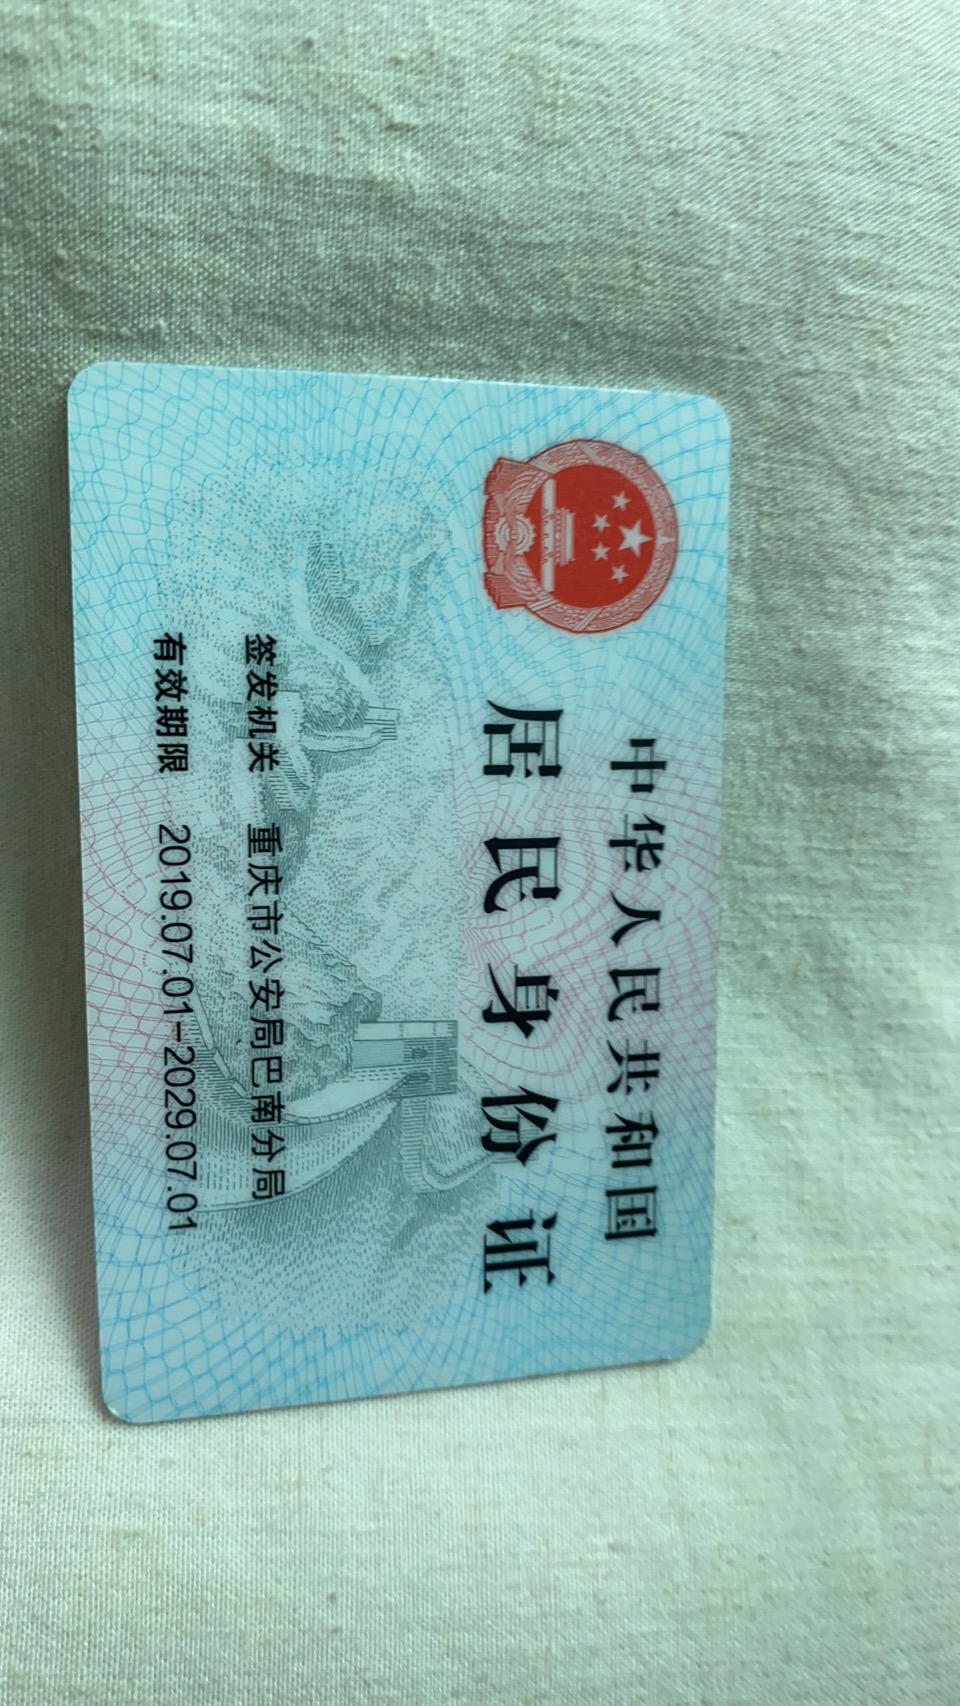 中华人民共和国
居民身份证
签发机关 重庆市公安局巴南分局
有效期限 2019.07.01-2029.07.01